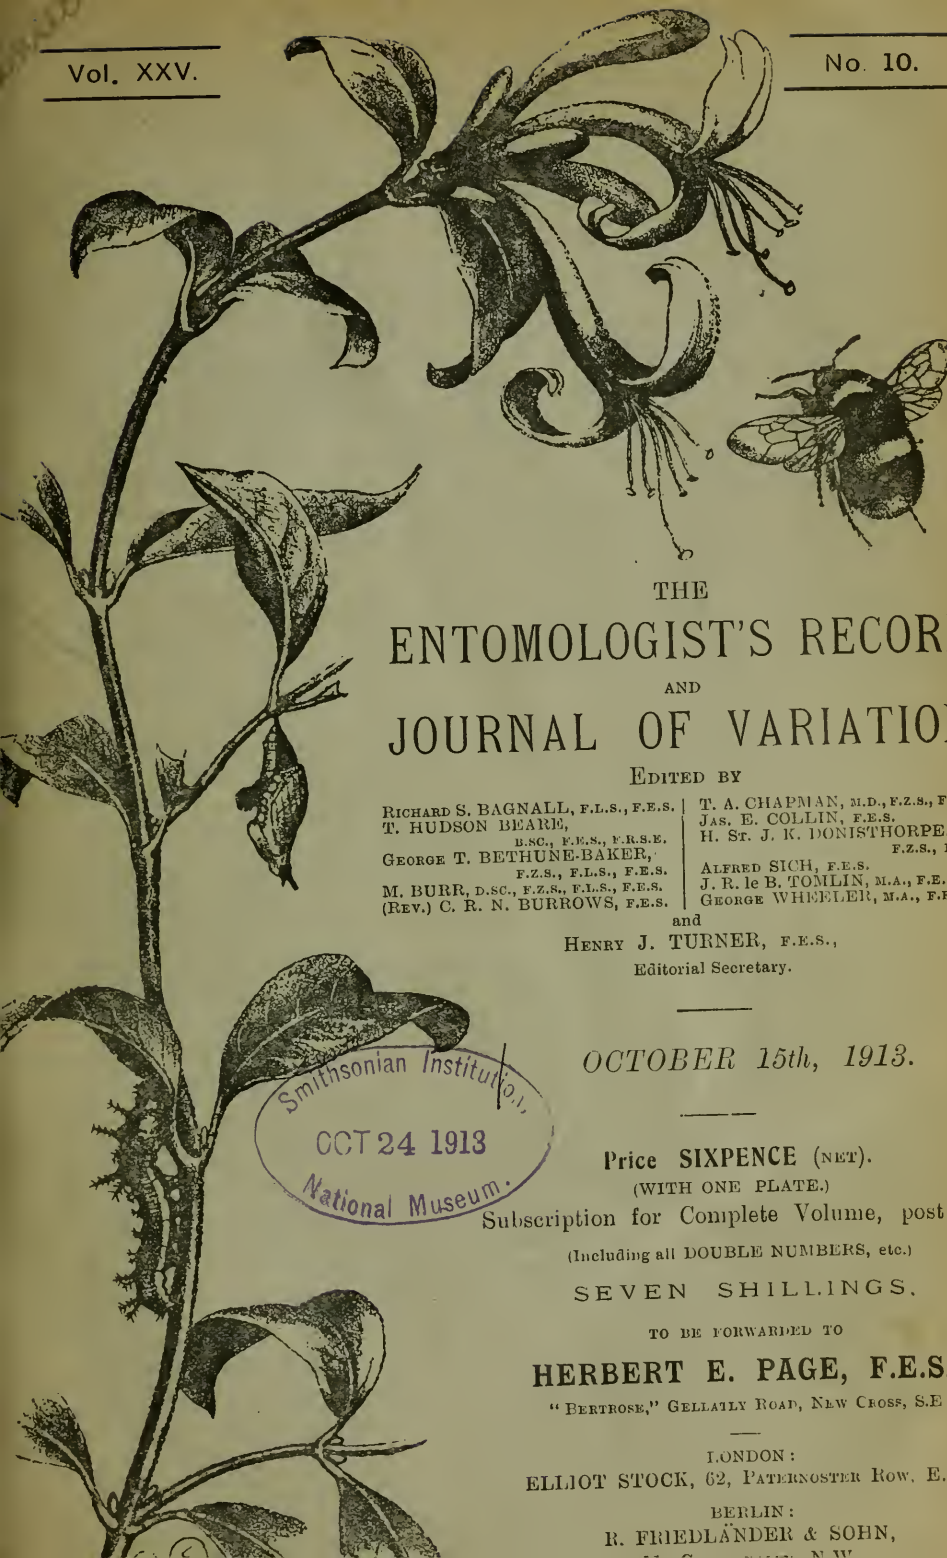 Vol. XXV.
No. 10.
THE
ENTOMOLOGIST'S RECOR
AND
JOURNAL OF VARIATIO
EDITED BY
RICHARD S. BAGNALL, F.L.S., F.E.S.
T. HUDSON BEARE,
B.SC., F.E.S., F.R.S.E.
GEORGE T. BETHUNE-BAKER,
F.Z.S., F.L.S., F.E.S.
M. BURR, D.SC., F.Z.S., F.L.S., F.E.S.
(REV.) C. R. N. BURROWS, F.E.S.
T. A. CHAPMAN, M.D., F.Z.S., F
JAS. E. COLLIN, F.E.S.
H. ST. J. K. DONISTHORPE
F.Z.S.,
ALFRED SICH, F.E.S.
J. R. le B. TOMLIN, M.A., F.E.
GEORGE WHEELER, M.A., F.E
and
HENRY J. TURNER, F.E.S.,
Editorial Secretary.
OCTOBER 15th, 1913.
Smithsonian Institution,
OCT 24 1913
National Museum.
Price SIXPENCE (NET).
(WITH ONE PLATE.)
Subscription for Complete Volume, post
(Including all DOUBLE NUMBERS, etc.)
SEVEN SHILLINGS.
TO BE FORWARDED TO
HERBERT E. PAGE, F.E.S
"BERTROSE," GELLATLY ROAD, NEW CROSS, S.E
LONDON:
ELLIOT STOCK, 62, PATERNOSTER ROW, E.
BERLIN:
R. FRIEDLÄNDER & SOHN,